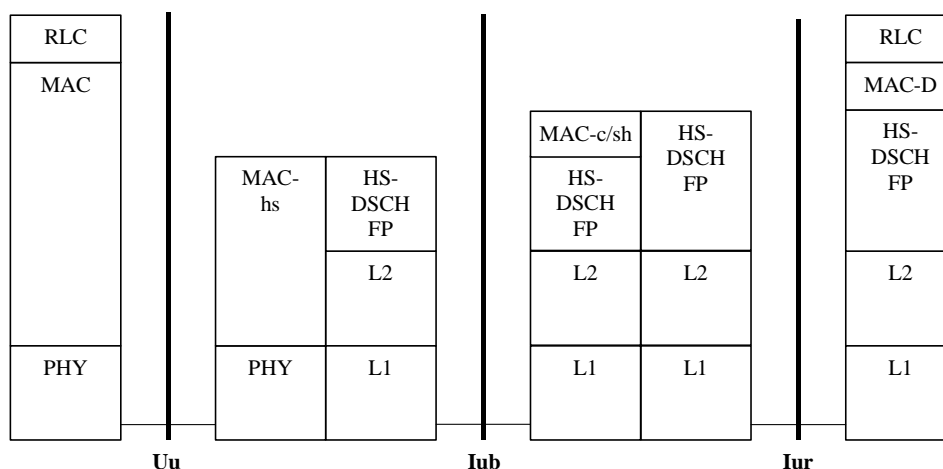 RLC
MAC
PHY
MAC-
hs
PHY
HS-
DSCH
FP
L2
L1
MAC-c/sh
HS-
DSCH
FP
L2
L1
HS-
DSCH
FP
L2
L1
RLC
MAC-D
HS-
DSCH
FP
L2
L1
Uu
Iub
Iur